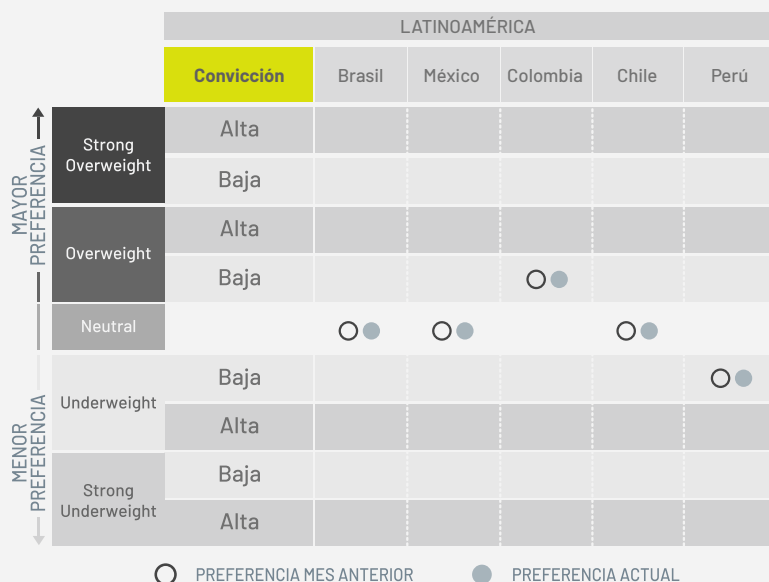 LATINOAMÉRICA
Convicción Brasil México Colombia Chile Perú
MAYOR
PREFERENCIA
Strong
Overweight
Alta
Baja
Overweight
Alta
Baja
Neutral
MENOR
PREFERENCIA
Underweight
Baja
Alta
Strong
Underweight
Baja
Alta
PREFERENCIA MES ANTERIOR PREFERENCIA ACTUAL